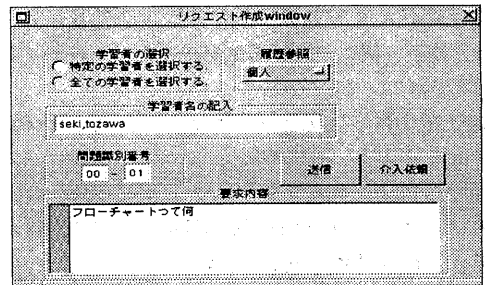 リクエスト作成window
学習者の選択
特定の学習者を選択する.
全ての学習者を選択する.
履歴参照
個人
学習者名の記入
seki,tozawa
問題識別番号
00 - 01
送信
介入依頼
要求内容
フローチャートつて何